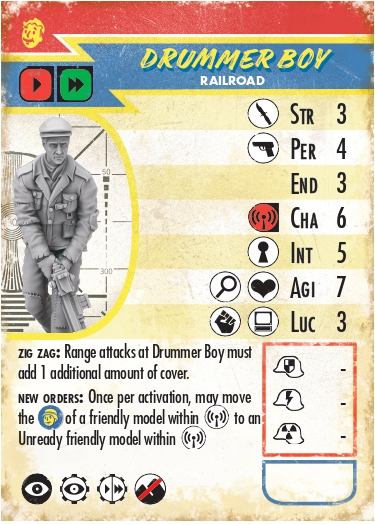 DRUMMER BOY
RAILROAD
STR 3
PER 4
END 3
CHA 6
INT 5
AGI 7
LUC 3
50
300
ZIG ZAG: Range attacks at Drummer Boy must
add 1 additional amount of cover.
NEW ORDERS: Once per activation, may move
the of a friendly model within to an
Unready friendly model within
-
-
-